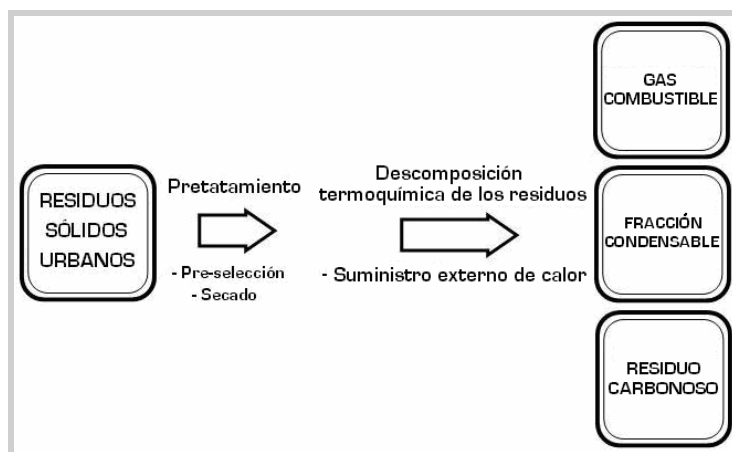 RESIDUOS
SÓLIDOS
URBANOS
Pretatamiento
- Pre-selección
- Secado
Descomposición
termoquímica de los residuos
- Suministro externo de calor
GAS
COMBUSTIBLE
FRACCIÓN
CONDENSABLE
RESIDUO
CARBONOSO